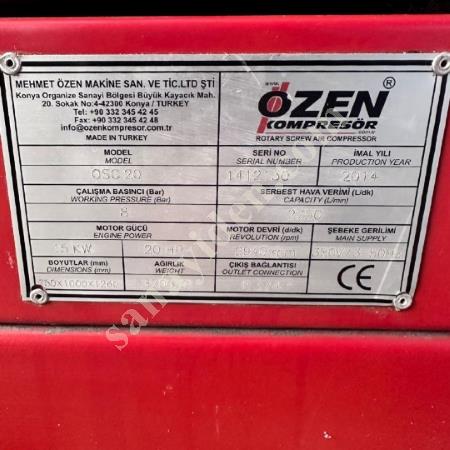 MEHMET ÖZEN MAKİNE SAN. VE TİC.LTD ŞTİ
Konya Organize Sanayi Bölgesi Büyük Kayacık Mah.
20. Sokak No:4-42300 Konya / TURKEY
Tel: +90 332 345 42 45
Fax: +90 332 345 42 48
info@ozenkompresor.com.tr
MADE IN TURKEY
www.
ÖZEN ®
KOMPRESÖR
.com.tr
ROTARY SCREW AIR COMPRESSOR
MODEL SERİ NO İMAL YILI
MODEL SERIAL NUMBER PRODUCTION YEAR
OSC 20 2014
ÇALIŞMA BASINCI (Bar) SERBEST HAVA VERİMİ (L/dk)
WORKING PRESSURE (Bar) CAPACITY (L/min)
8
MOTOR GÜCÜ MOTOR DEVRİ (d/dk) ŞEBEKE GERİLİMİ
ENGINE POWER REVOLUTION (rpm) MAIN SUPPLY
15 KW 20 HP
BOYUTLAR (mm) AĞIRLIK ÇIKIŞ BAĞLANTISI
DIMENSIONS (mm) WEIGHT OUTLET CONNECTION
CE